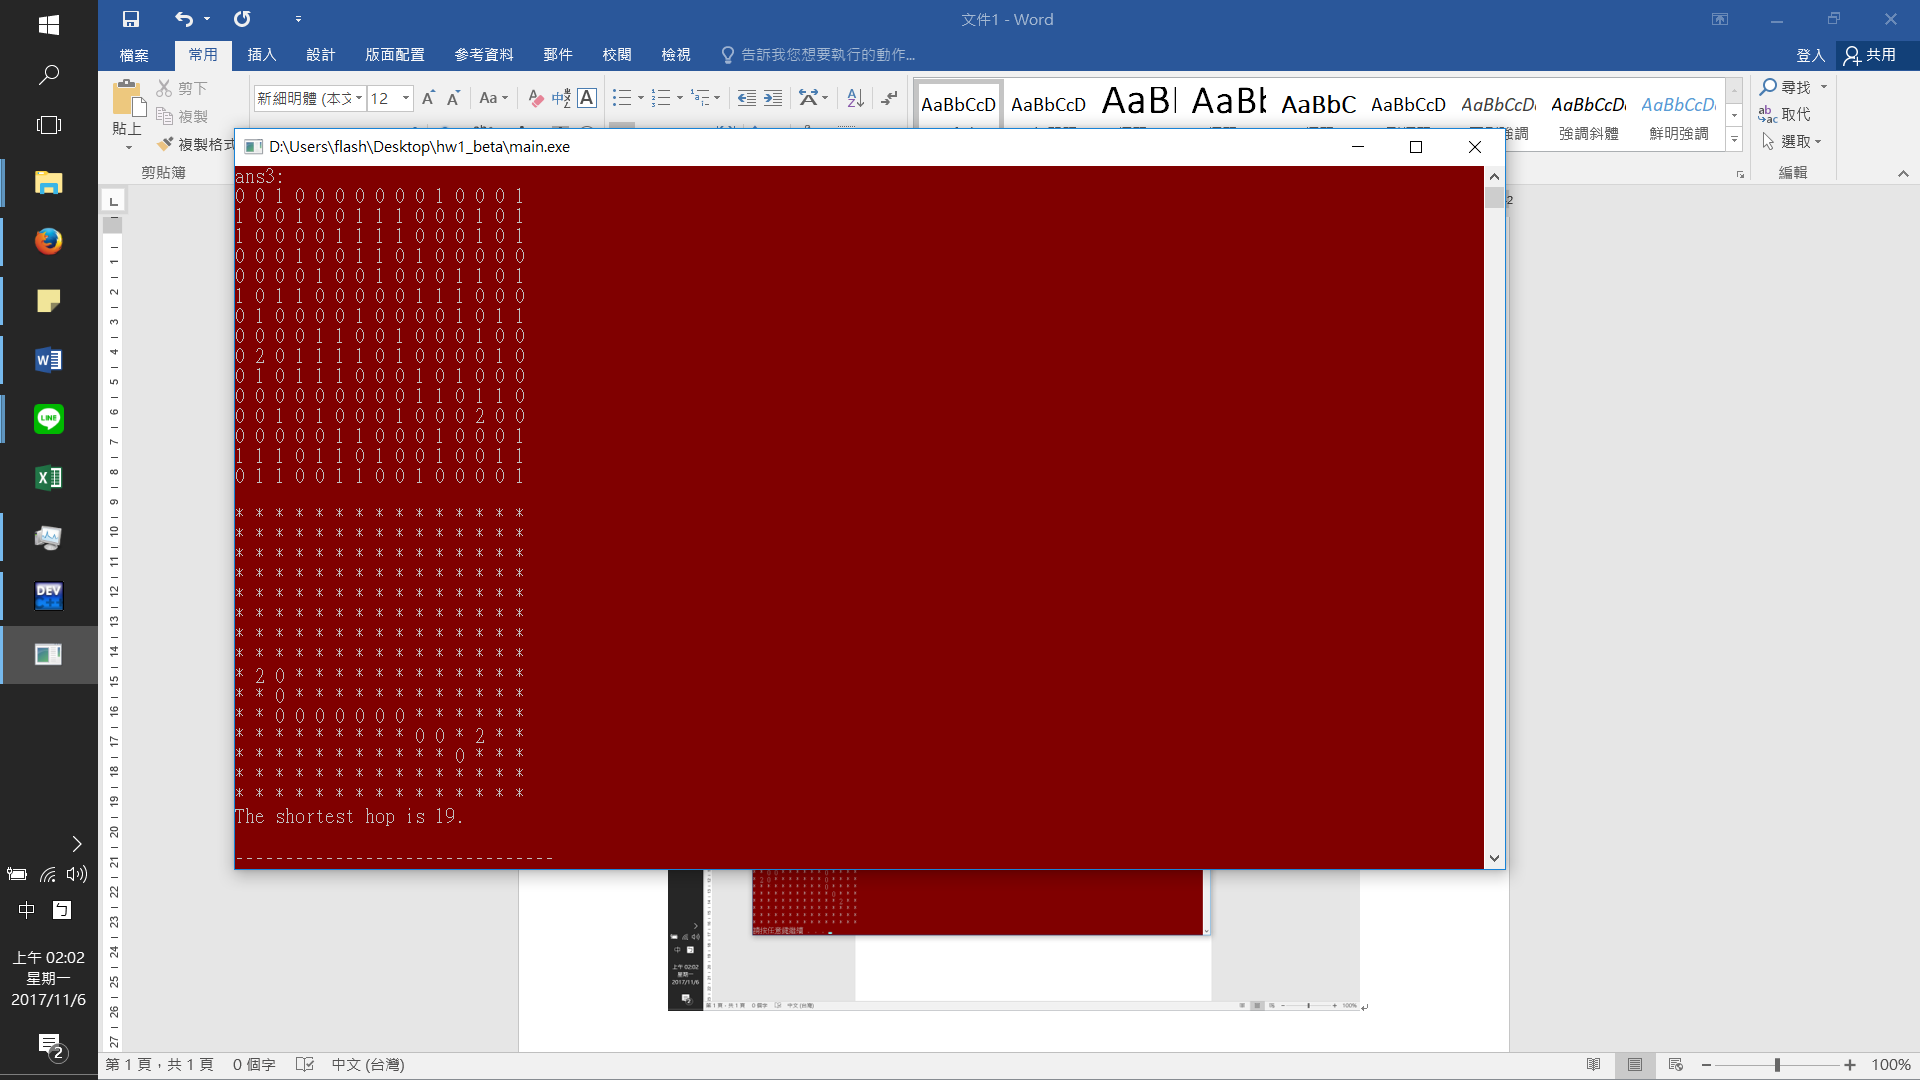 文件1 - Word
檔案 常用 插入 設計 版面配置 參考資料 郵件 校閱 檢視 告訴我您想要執行的動作... 登入 共用
貼上
剪下
複製
複製格式
剪貼簿
新細明體 (本文 12 Aa
AaBbCcD AaBbCcD AaB AaBb AaBbC AaBbCcD AaBbCcD AaBbCcD AaBbCcD
強調斜體 鮮明強調
尋找
取代
選取
編輯
D:\Users\flash\Desktop\hw1_beta\main.exe
ans3:
0 0 1 0 0 0 0 0 0 0 1 0 0 0 1
1 0 0 1 0 0 1 1 1 0 0 0 1 0 1
1 0 0 0 0 1 1 1 1 0 0 0 1 0 1
0 0 0 1 0 0 1 1 0 1 0 0 0 0 0
0 0 0 0 1 0 0 1 0 0 0 1 1 0 1
1 0 1 1 0 0 0 0 0 1 1 1 0 0 0
0 1 0 0 0 0 1 0 0 0 0 1 0 1 1
0 0 0 0 1 1 0 0 1 0 0 0 1 0 0
0 2 0 1 1 1 1 0 1 0 0 0 0 1 0
0 1 0 1 1 1 0 0 0 1 0 1 0 0 0
0 0 0 0 0 0 0 0 0 1 1 0 1 1 0
0 0 1 0 1 0 0 0 1 0 0 0 2 0 0
0 0 0 0 0 1 1 0 0 0 1 0 0 0 1
1 1 1 0 1 1 0 1 0 0 1 0 0 1 1
0 1 1 0 0 1 1 0 0 1 0 0 0 0 1
* * * * * * * * * * * * * * *
* * * * * * * * * * * * * * *
* * * * * * * * * * * * * * *
* * * * * * * * * * * * * * *
* * * * * * * * * * * * * * *
* * * * * * * * * * * * * * *
* * * * * * * * * * * * * * *
* * * * * * * * * * * * * * *
* 2 0 * * * * * * * * * * * *
* * 0 * * * * * * * * * * * *
* * 0 0 0 0 0 0 0 * * * * * *
* * * * * * * * * 0 0 * 2 * *
* * * * * * * * * * * 0 * * *
* * * * * * * * * * * * * * *
* * * * * * * * * * * * * * *
The shortest hop is 19.
--------------------------------
中 ㄅ
上午 02:02
星期一
2017/11/6
2
第 1 頁，共 1 頁 0 個字 中文 (台灣) 100%